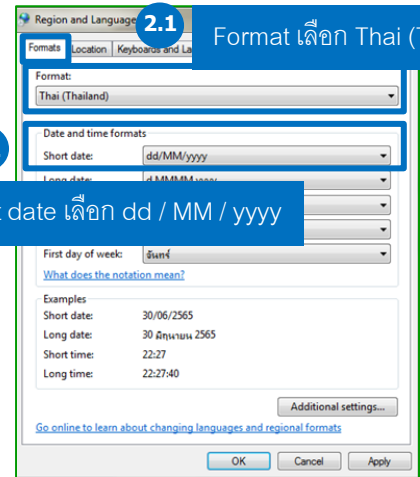 Region and Language
2.1
Format เลือก Thai (T
Formats Location Keyboards and La
Format:
Thai (Thailand)
Date and time formats
Short date: dd/MM/yyyy
Long date: d MMMM yyyy
date เลือก dd / MM / yyyy
First day of week: จันทร์
What does the notation mean?
Examples
Short date: 30/06/2565
Long date: 30 มิถุนายน 2565
Short time: 22:27
Long time: 22:27:40
Additional settings...
Go online to learn about changing languages and regional formats
OK Cancel Apply